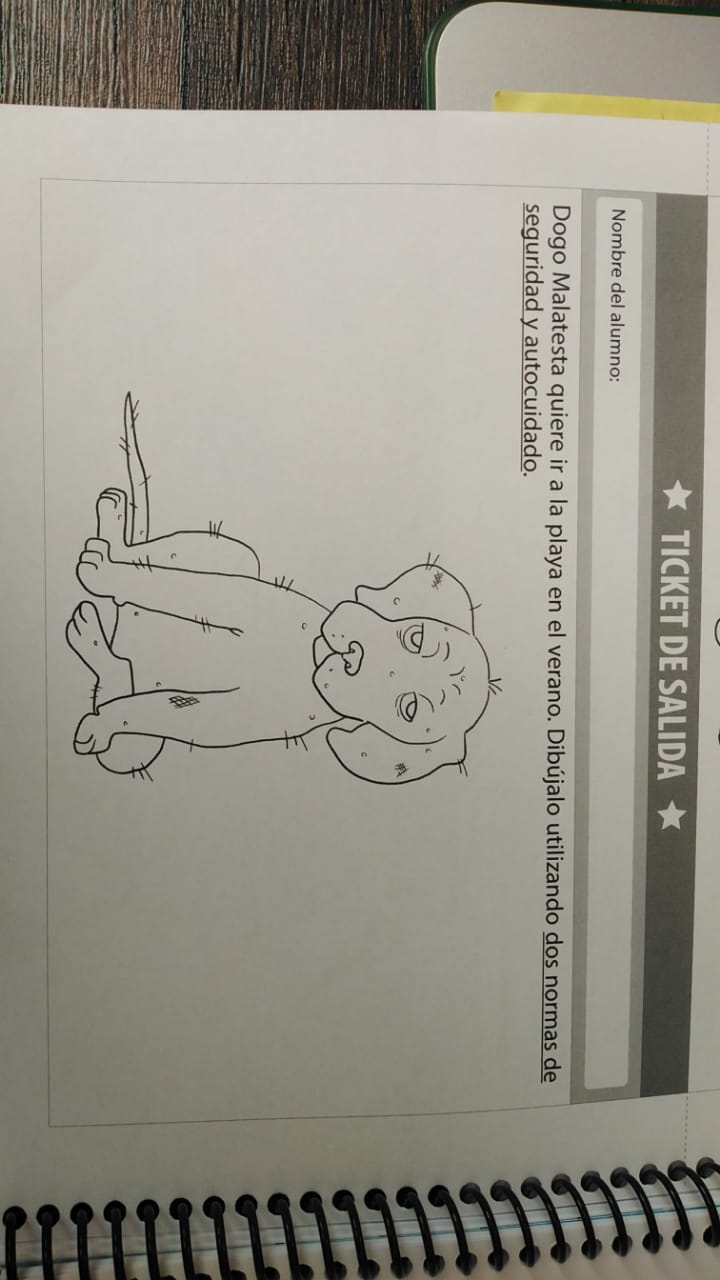 ★ TICKET DE SALIDA ★
Nombre del alumno:
Dogo Malatesta quiere ir a la playa en el verano. Dibújalo utilizando dos normas de
seguridad y autocuidado.